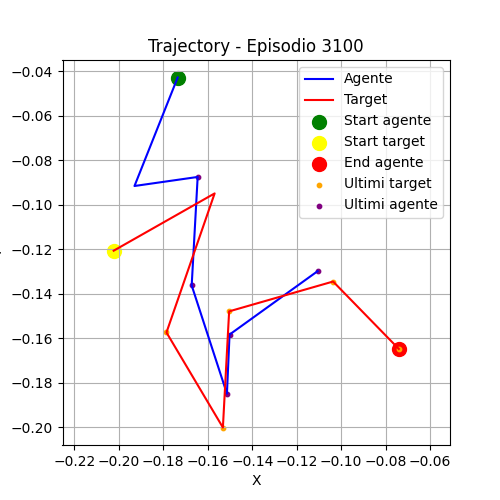 Trajectory - Episodio 3100
Agente
Target
Start agente
Start target
End agente
Ultimi target
Ultimi agente
−0.04
−0.06
−0.08
−0.10
−0.12
−0.14
−0.16
−0.18
−0.20
−0.22 −0.20 −0.18 −0.16 −0.14 −0.12 −0.10 −0.08 −0.06
X